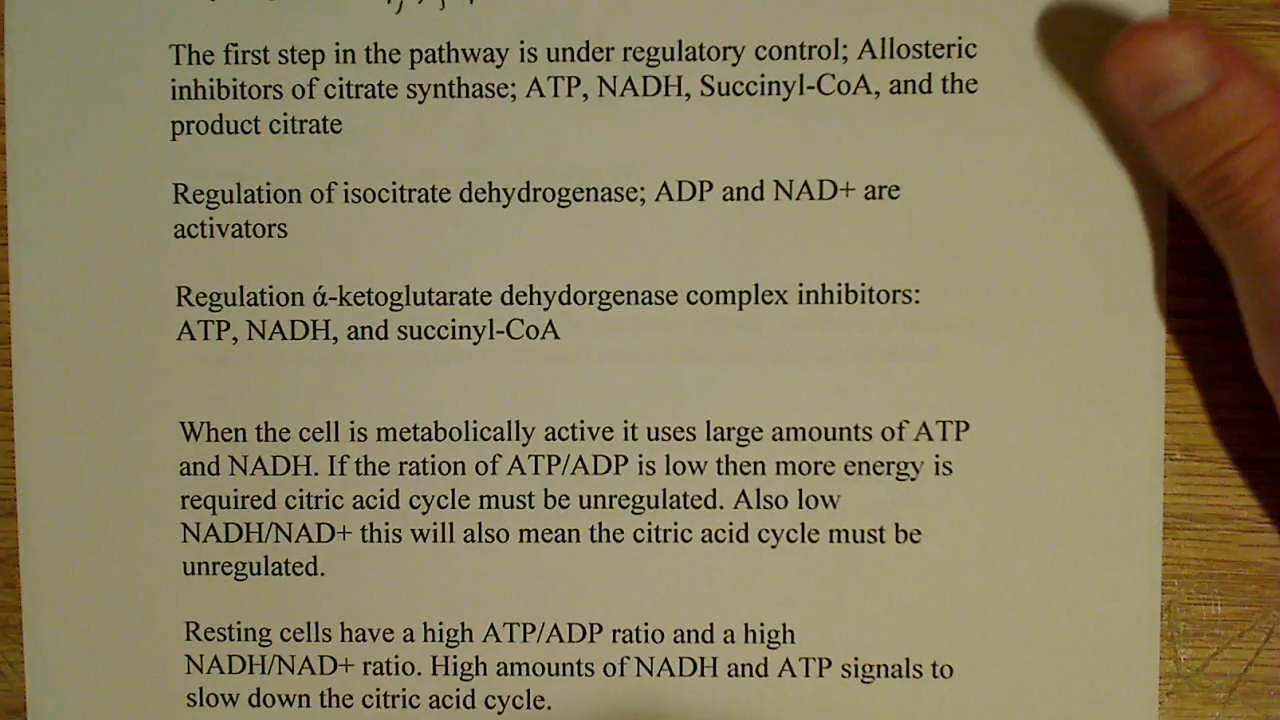 The first step in the pathway is under regulatory control; Allosteric
inhibitors of citrate synthase; ATP, NADH, Succinyl-CoA, and the
product citrate
Regulation of isocitrate dehydrogenase; ADP and NAD+ are
activators
Regulation ά-ketoglutarate dehydorgenase complex inhibitors:
ATP, NADH, and succinyl-CoA
When the cell is metabolically active it uses large amounts of ATP
and NADH. If the ration of ATP/ADP is low then more energy is
required citric acid cycle must be unregulated. Also low
NADH/NAD+ this will also mean the citric acid cycle must be
unregulated.
Resting cells have a high ATP/ADP ratio and a high
NADH/NAD+ ratio. High amounts of NADH and ATP signals to
slow down the citric acid cycle.